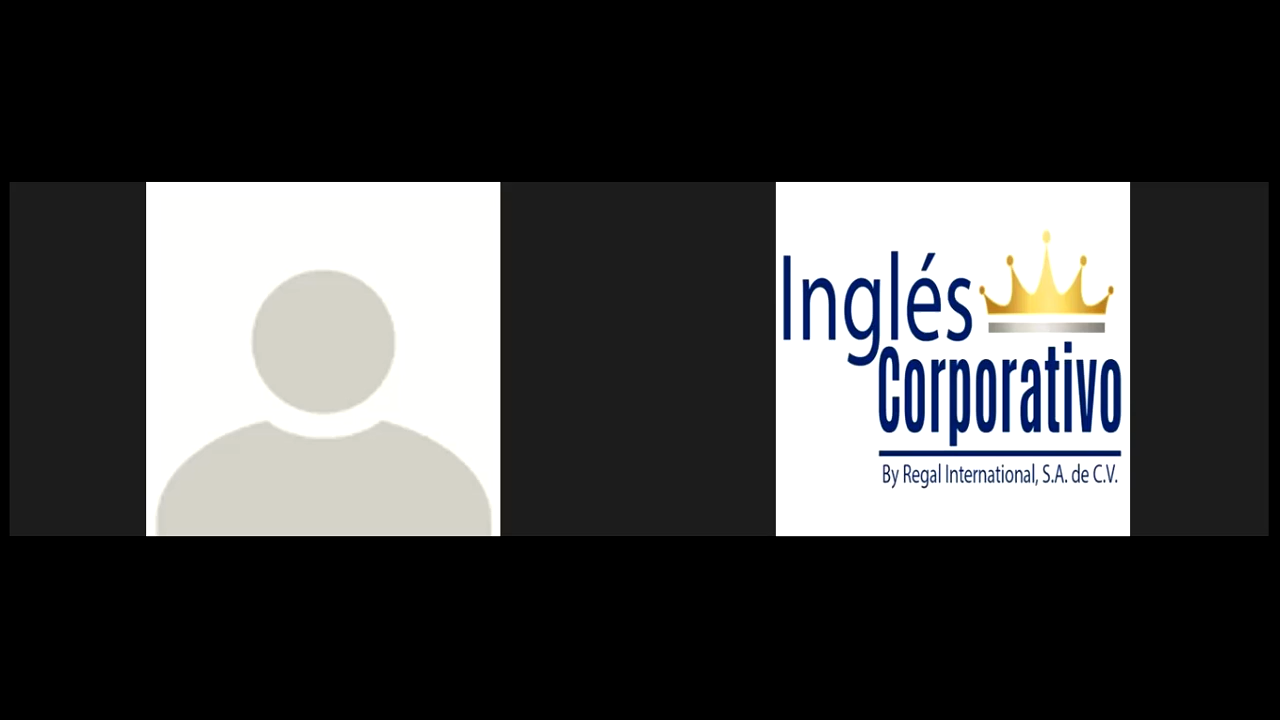 Inglés
Corporativo
By Regal International, S.A. de C.V.